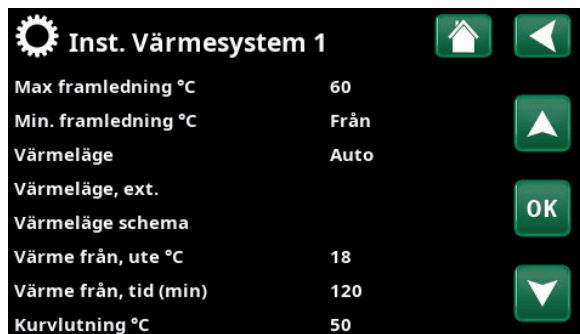 Inst. Värmesystem 1
Max framledning °C 60
Min. framledning °C Från
Värmeläge Auto
Värmeläge, ext.
Värmeläge schema
OK
Värme från, ute °C 18
Värme från, tid (min) 120
Kurvlutning °C 50